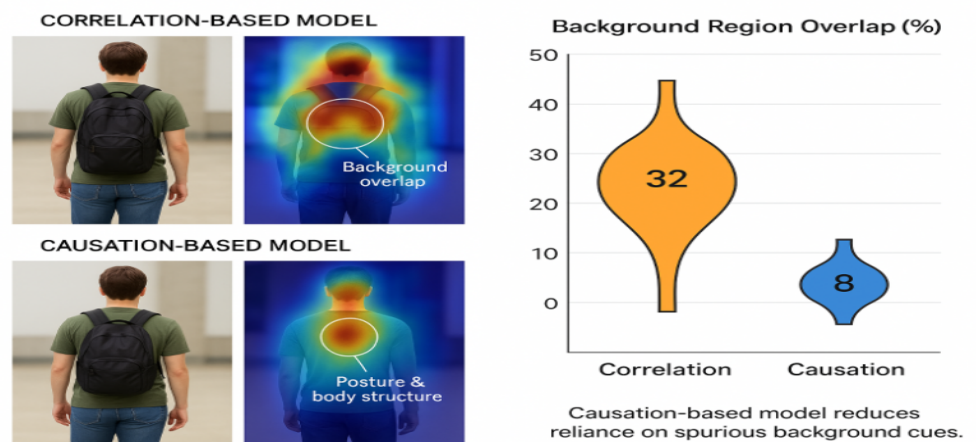 CORRELATION-BASED MODEL
Background
overlap
CAUSATION-BASED MODEL
Posture &
body structure
Background Region Overlap (%)
50
40
30
20
10
0
32
8
Correlation
Causation
Causation-based model reduces
reliance on spurious background cues.